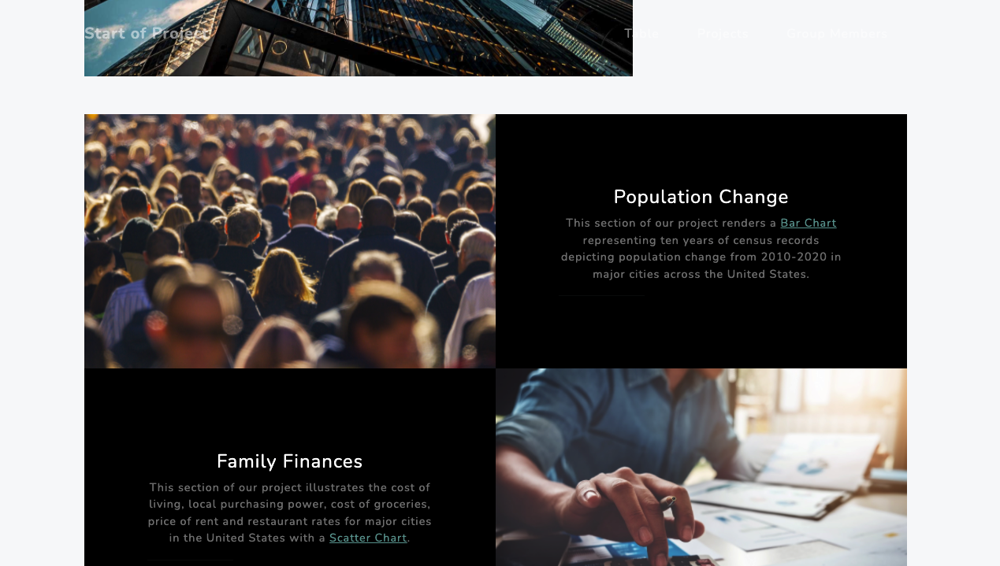 Start of Project
Table Projects Group Members
Population Change
This section of our project renders a Bar Chart
representing ten years of census records
depicting population change from 2010-2020 in
major cities across the United States.
Family Finances
This section of our project illustrates the cost of
living, local purchasing power, cost of groceries,
price of rent and restaurant rates for major cities
in the United States with a Scatter Chart.